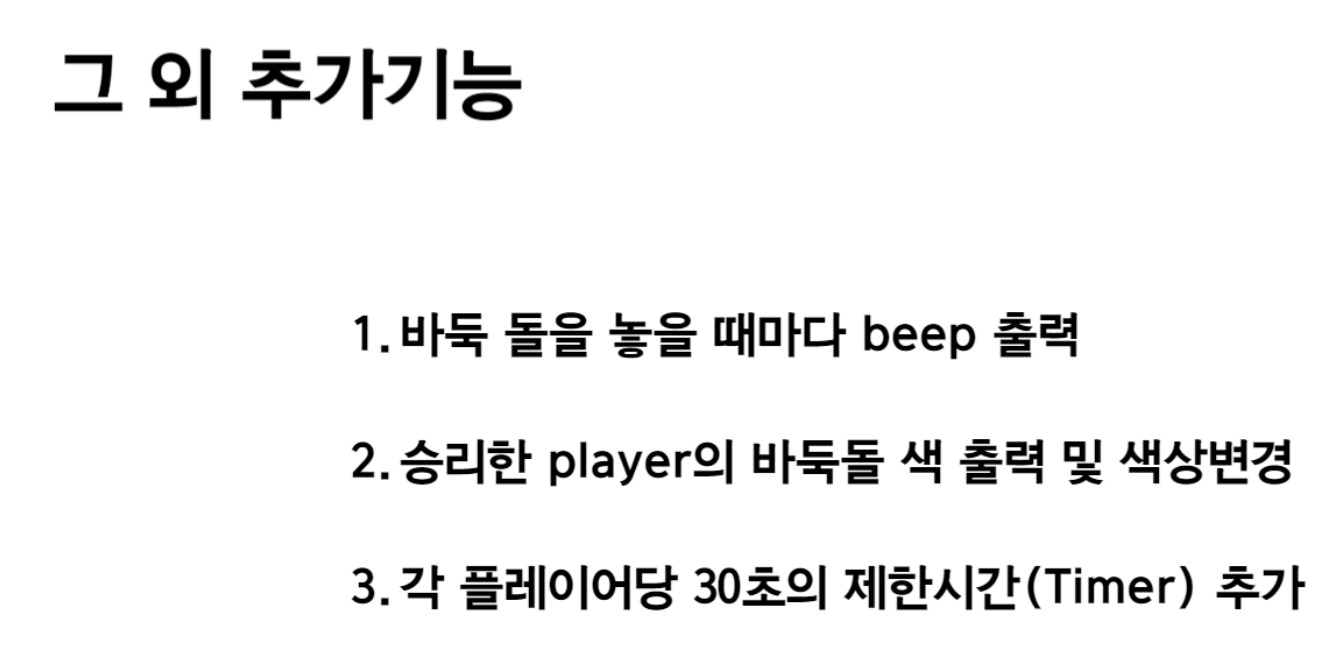 그 외 추가기능
1. 바둑 돌을 놓을 때마다 beep 출력
2. 승리한 player의 바둑돌 색 출력 및 색상변경
3. 각 플레이어당 30초의 제한시간(Timer) 추가